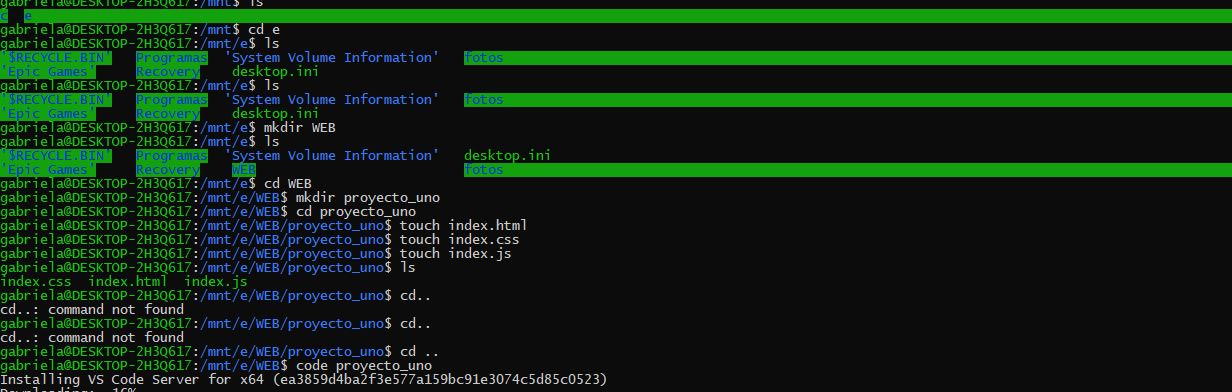 gabriela@DESKTOP-2H3Q617:/mnt$ ls
c  e
gabriela@DESKTOP-2H3Q617:/mnt$ cd e
gabriela@DESKTOP-2H3Q617:/mnt/e$ ls
'$RECYCLE.BIN'   Programas  'System Volume Information'   fotos
'Epic Games'     Recovery    desktop.ini
gabriela@DESKTOP-2H3Q617:/mnt/e$ ls
'$RECYCLE.BIN'   Programas  'System Volume Information'   fotos
'Epic Games'     Recovery    desktop.ini
gabriela@DESKTOP-2H3Q617:/mnt/e$ mkdir WEB
gabriela@DESKTOP-2H3Q617:/mnt/e$ ls
'$RECYCLE.BIN'   Programas  'System Volume Information'   desktop.ini
'Epic Games'     Recovery    WEB                          fotos
gabriela@DESKTOP-2H3Q617:/mnt/e$ cd WEB
gabriela@DESKTOP-2H3Q617:/mnt/e/WEB$ mkdir proyecto_uno
gabriela@DESKTOP-2H3Q617:/mnt/e/WEB$ cd proyecto_uno
gabriela@DESKTOP-2H3Q617:/mnt/e/WEB/proyecto_uno$ touch index.html
gabriela@DESKTOP-2H3Q617:/mnt/e/WEB/proyecto_uno$ touch index.css
gabriela@DESKTOP-2H3Q617:/mnt/e/WEB/proyecto_uno$ touch index.js
gabriela@DESKTOP-2H3Q617:/mnt/e/WEB/proyecto_uno$ ls
index.css  index.html  index.js
gabriela@DESKTOP-2H3Q617:/mnt/e/WEB/proyecto_uno$ cd..
cd..: command not found
gabriela@DESKTOP-2H3Q617:/mnt/e/WEB/proyecto_uno$ cd..
cd..: command not found
gabriela@DESKTOP-2H3Q617:/mnt/e/WEB/proyecto_uno$ cd ..
gabriela@DESKTOP-2H3Q617:/mnt/e/WEB$ code proyecto_uno
Installing VS Code Server for x64 (ea3859d4ba2f3e577a159bc91e3074c5d85c0523)
Downloading:  16%